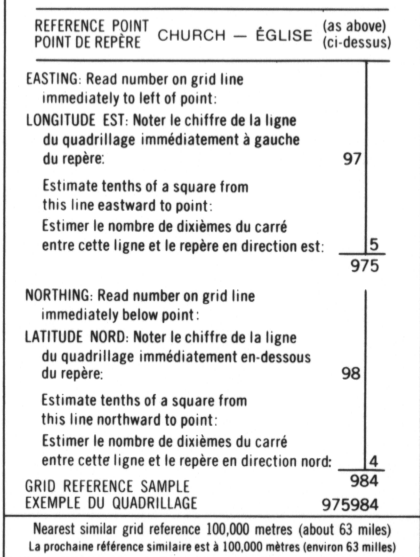 REFERENCE POINT CHURCH — ÉGLISE (as above)
POINT DE REPÈRE (ci-dessus)
EASTING: Read number on grid line
immediately to left of point:
LONGITUDE EST: Noter le chiffre de la ligne
du quadrillage immédiatement à gauche
du repère: 97
Estimate tenths of a square from
this line eastward to point:
Estimer le nombre de dixièmes du carré
entre cette ligne et le repère en direction est: 5
975
NORTHING: Read number on grid line
immediately below point:
LATITUDE NORD: Noter le chiffre de la ligne
du quadrillage immédiatement en-dessous
du repère: 98
Estimate tenths of a square from
this line northward to point:
Estimer le nombre de dixièmes du carré
entre cette ligne et le repère en direction nord: 4
GRID REFERENCE SAMPLE 984
EXEMPLE DU QUADRILLAGE 975984
Nearest similar grid reference 100,000 metres (about 63 miles)
La prochaine référence similaire est à 100,000 mètres (environ 63 miles)